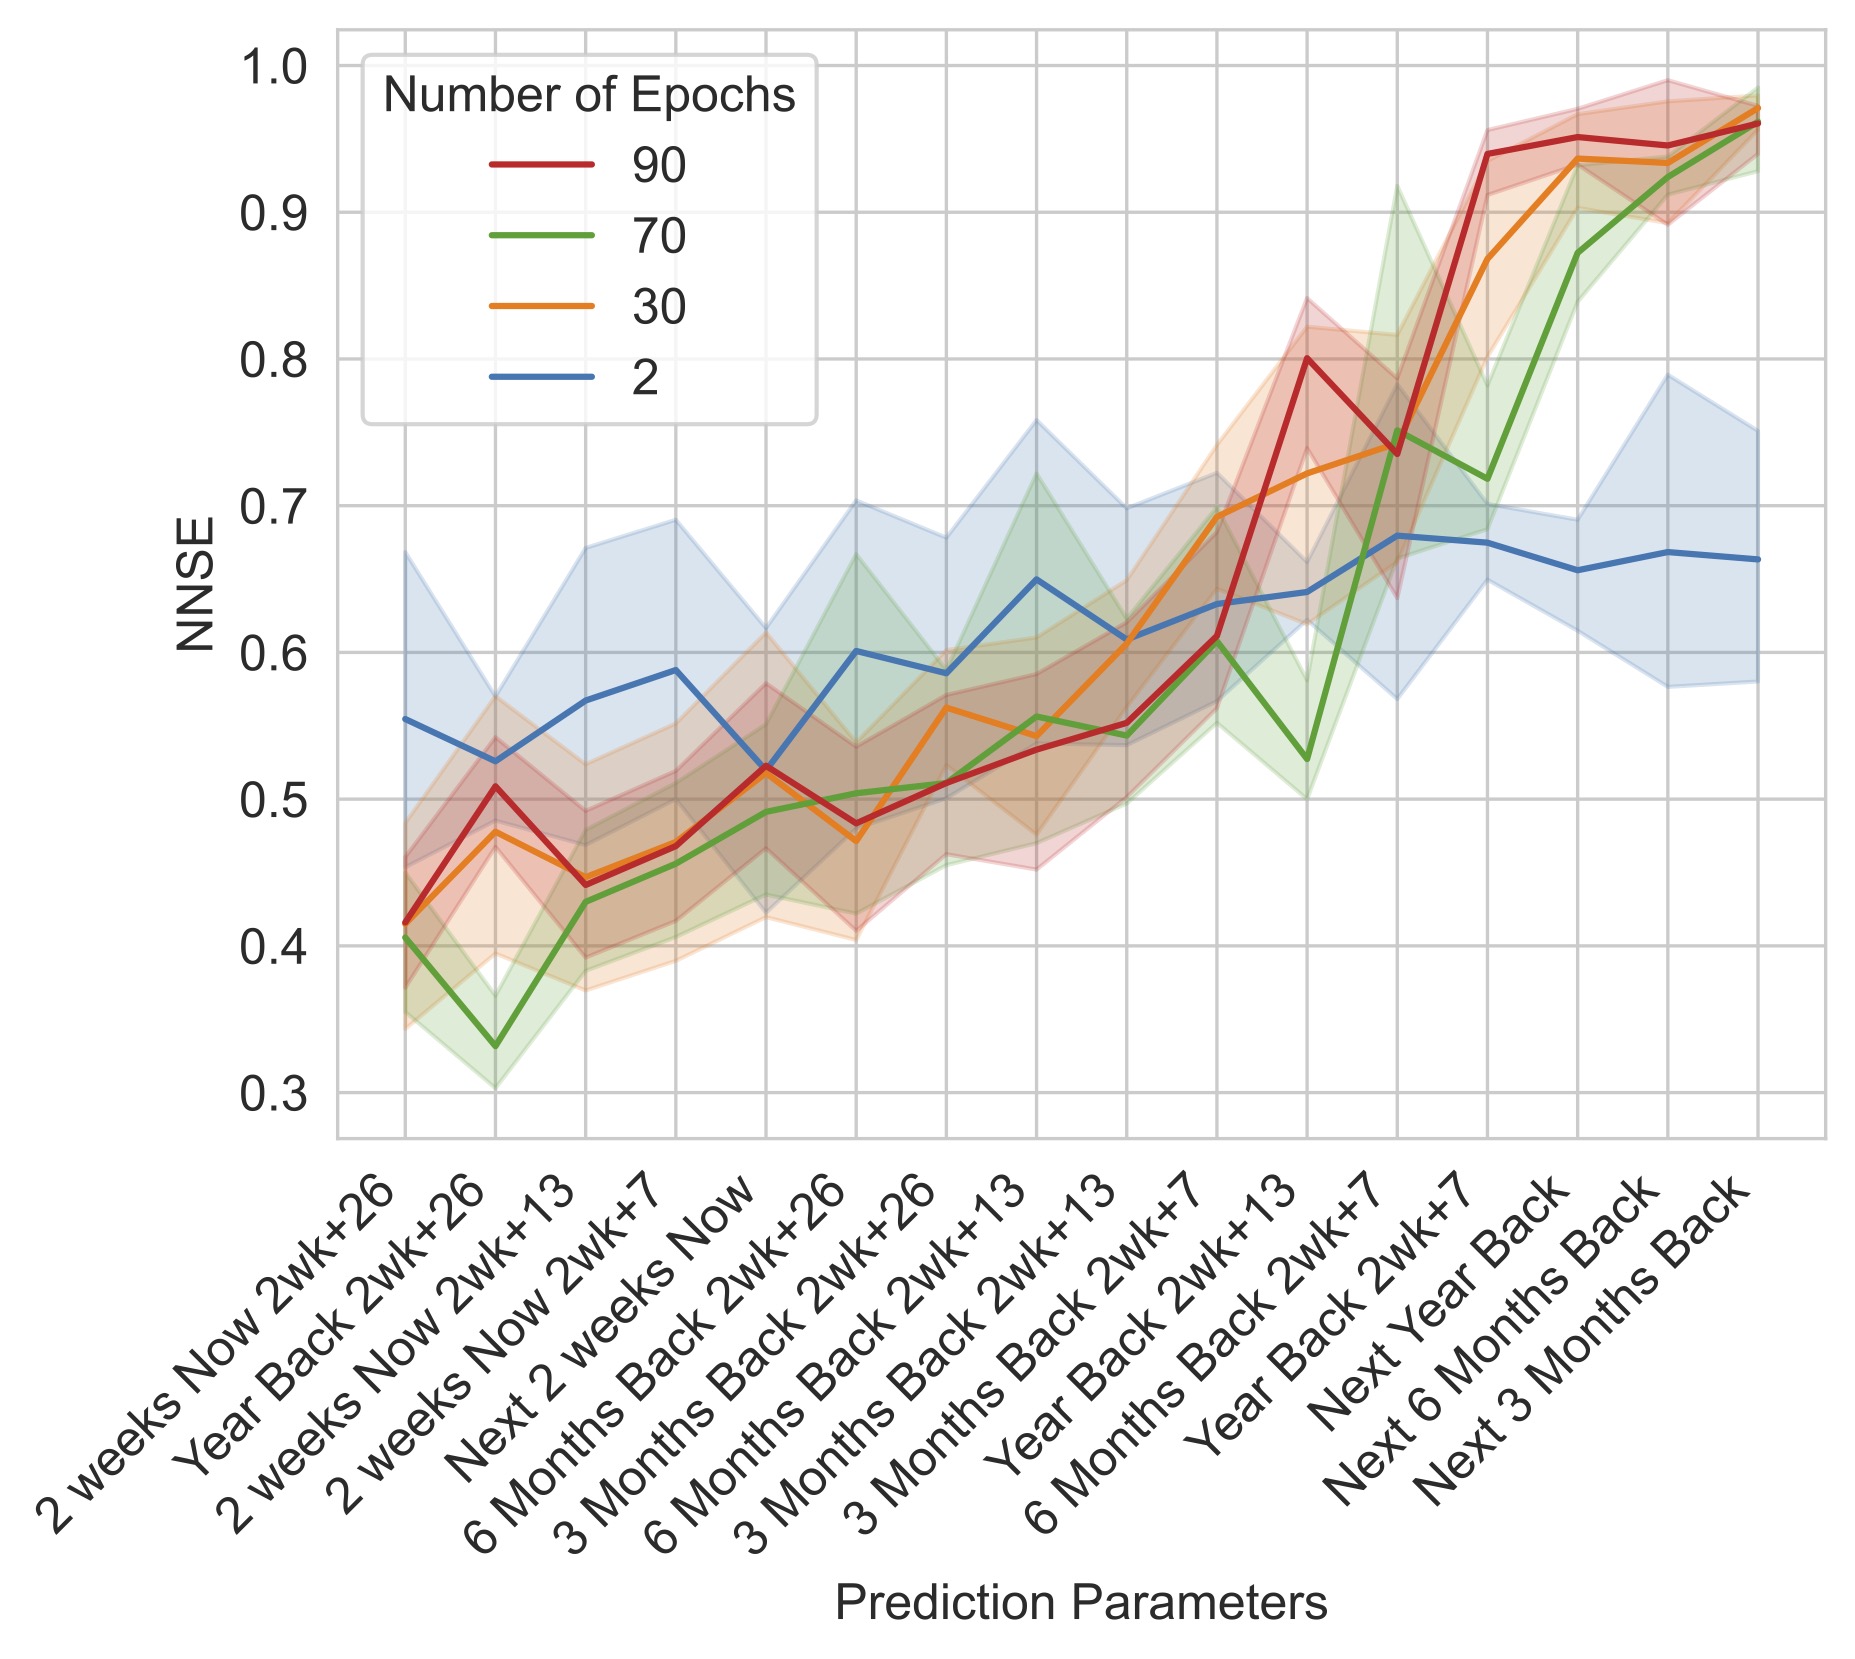 1.0
0.9
0.8
0.7
0.6
0.5
0.4
0.3
NNSE
Number of Epochs
90
70
30
2
2 weeks Now 2wk+26
Year Back 2wk+26
2 weeks Now 2wk+13
2 weeks Now 2wk+7
Next 2 weeks Now
6 Months Back 2wk+26
3 Months Back 2wk+26
6 Months Back 2wk+13
3 Months Back 2wk+13
3 Months Back 2wk+7
Year Back 2wk+13
6 Months Back 2wk+7
Year Back 2wk+7
Next Year Back
Next 6 Months Back
Next 3 Months Back
Prediction Parameters